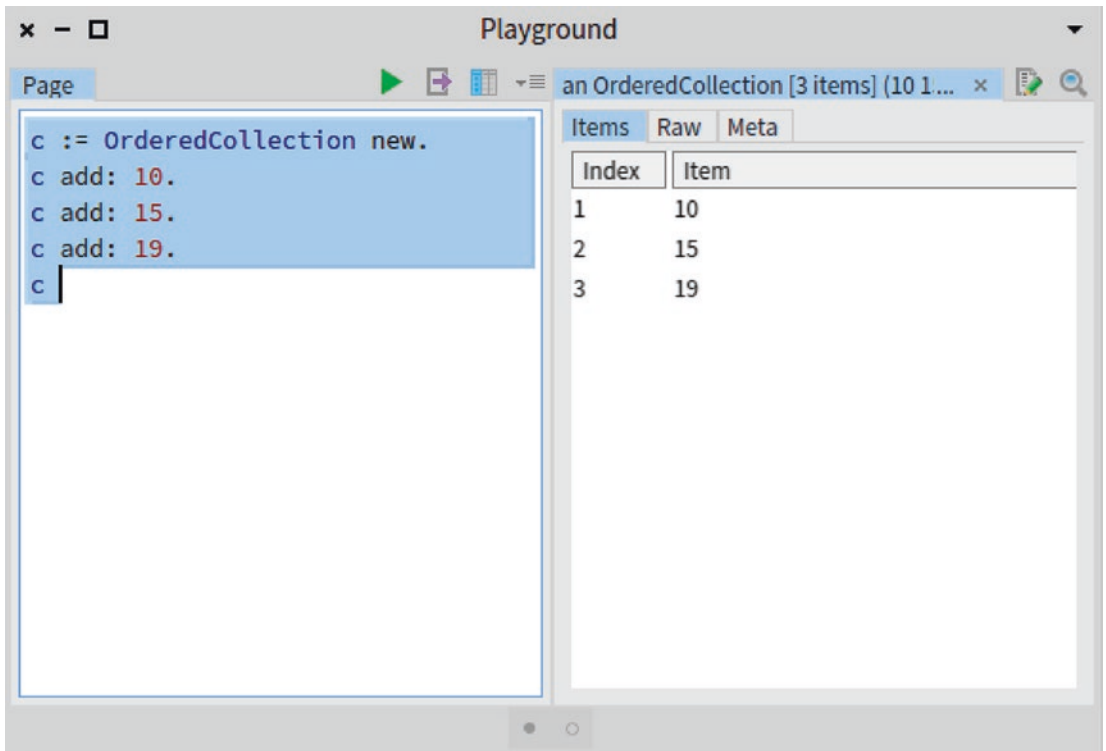 Playground
Page
c := OrderedCollection new.
c add: 10.
c add: 15.
c add: 19.
c
an OrderedCollection [3 items] (10 1...
Items Raw Meta
Index Item
1 10
2 15
3 19